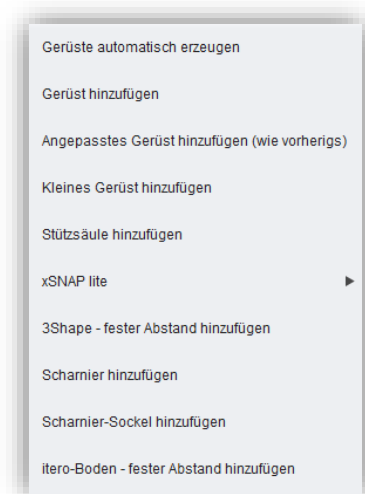 Gerüste automatisch erzeugen
Gerüst hinzufügen
Angepasstes Gerüst hinzufügen (wie vorherigs)
Kleines Gerüst hinzufügen
Stützsäule hinzufügen
xSNAP lite
3Shape - fester Abstand hinzufügen
Scharnier hinzufügen
Scharnier-Sockel hinzufügen
itero-Boden - fester Abstand hinzufügen